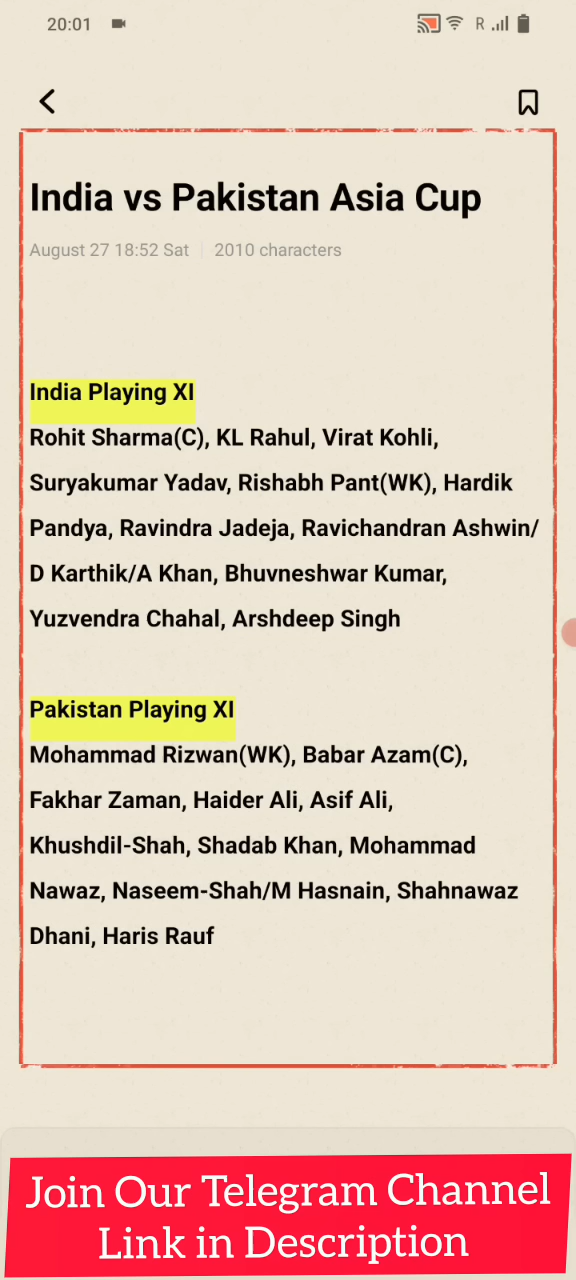 20:01
R
India vs Pakistan Asia Cup
August 27 18:52 Sat | 2010 characters
India Playing XI
Rohit Sharma(C), KL Rahul, Virat Kohli,
Suryakumar Yadav, Rishabh Pant(WK), Hardik
Pandya, Ravindra Jadeja, Ravichandran Ashwin/
D Karthik/A Khan, Bhuvneshwar Kumar,
Yuzvendra Chahal, Arshdeep Singh
Pakistan Playing XI
Mohammad Rizwan(WK), Babar Azam(C),
Fakhar Zaman, Haider Ali, Asif Ali,
Khushdil-Shah, Shadab Khan, Mohammad
Nawaz, Naseem-Shah/M Hasnain, Shahnawaz
Dhani, Haris Rauf
Join Our Telegram Channel
Link in Description